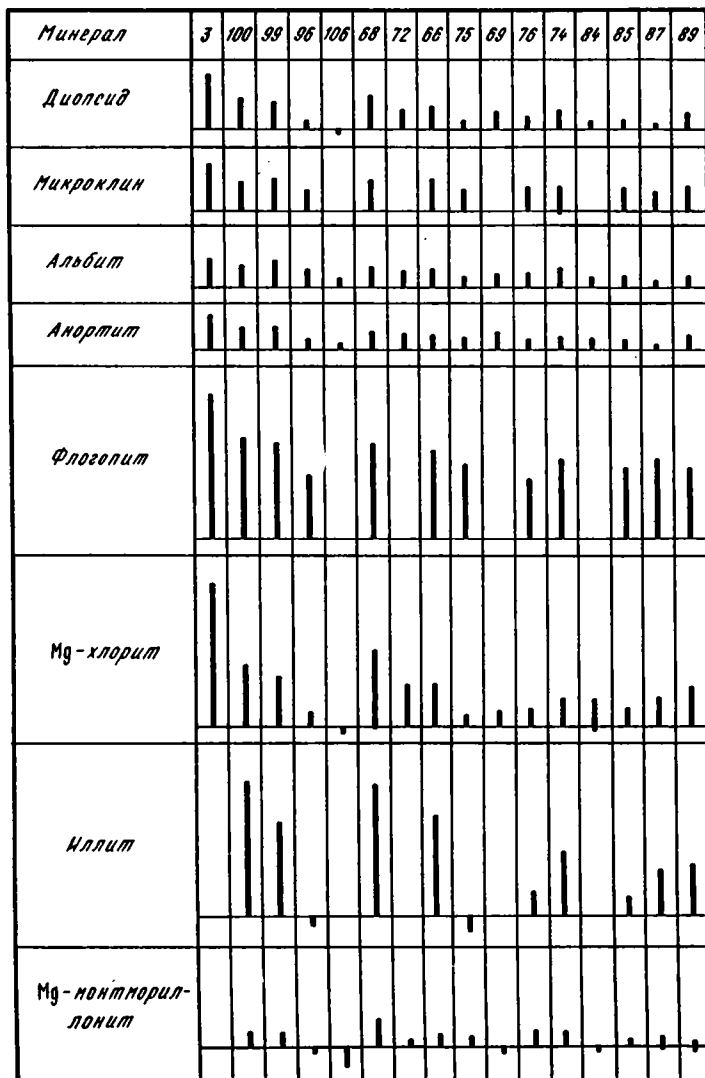 Минерал 3 100 99 96 106 68 72 66 75 69 76 74 84 85 87 89
Диопсид
Микроклин
Альбит
Анортит
Флогопит
Mg-хлорит
Иллит
Mg-монтморил-
лонит